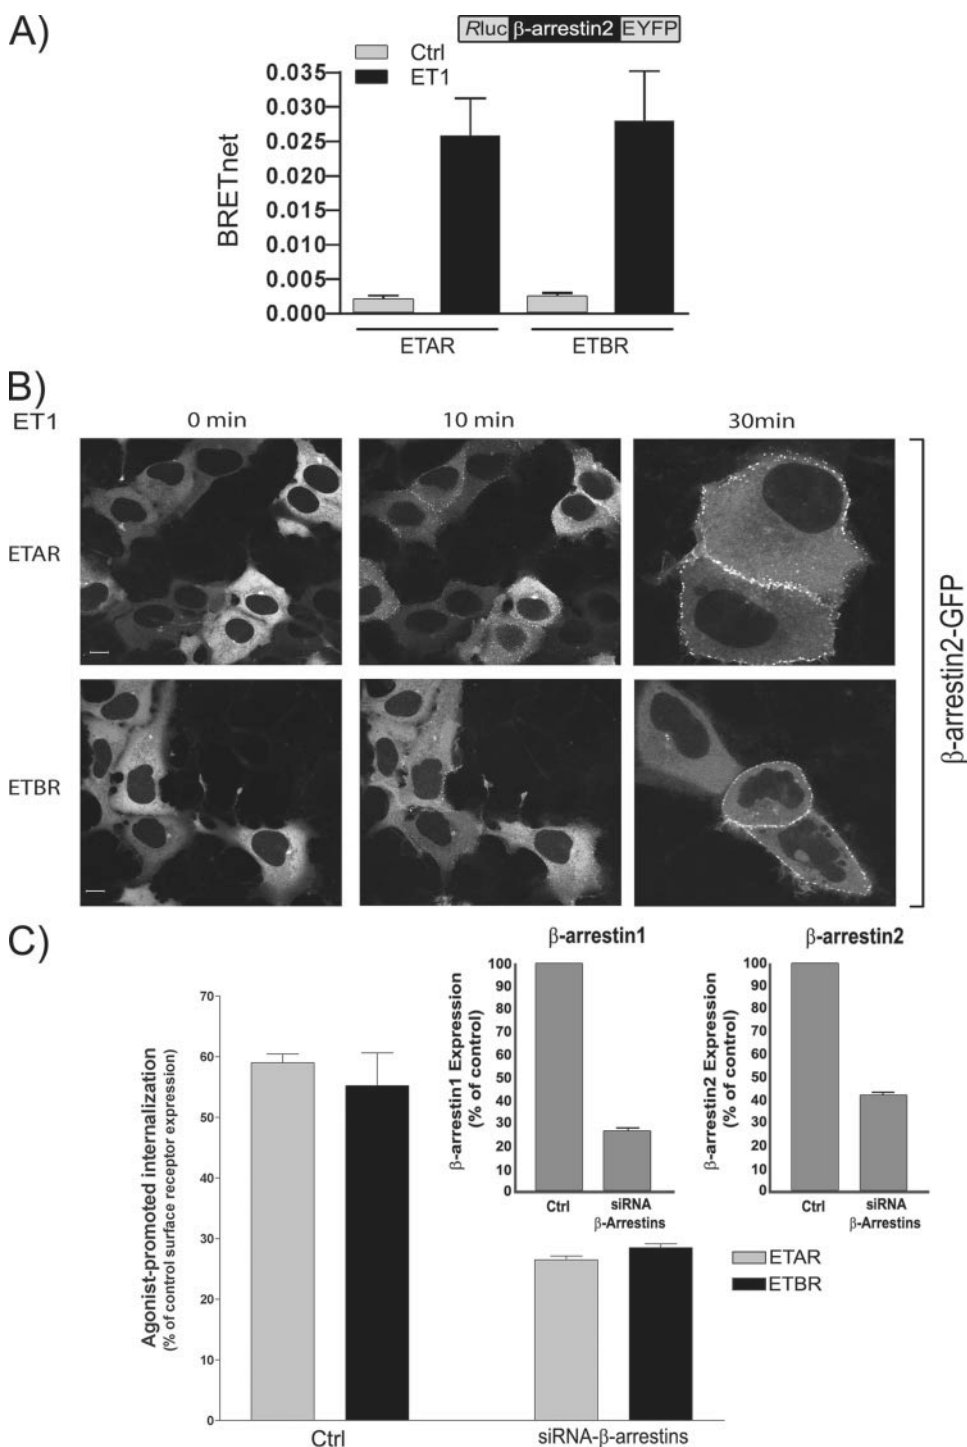 A)
Rluc β-arrestin2 EYFP
Ctrl
ET1
BRETnet
0.035
0.030
0.025
0.020
0.015
0.010
0.005
0.000
ETAR ETBR
B)
ET1 0 min 10 min 30min
ETAR
ETBR
β-arrestin2-GFP
C)
Agonist-promoted internalization
(% of control surface receptor expression)
70
60
50
40
30
20
10
0
Ctrl siRNA-β-arrestins
β-arrestin1
β-arrestin1 Expression
(% of control)
100
90
80
70
60
50
40
30
20
10
0
Ctrl siRNA
β-Arrestins
β-arrestin2
β-arrestin2 Expression
(% of control)
100
90
80
70
60
50
40
30
20
10
0
Ctrl siRNA
β-Arrestins
ETAR
ETBR